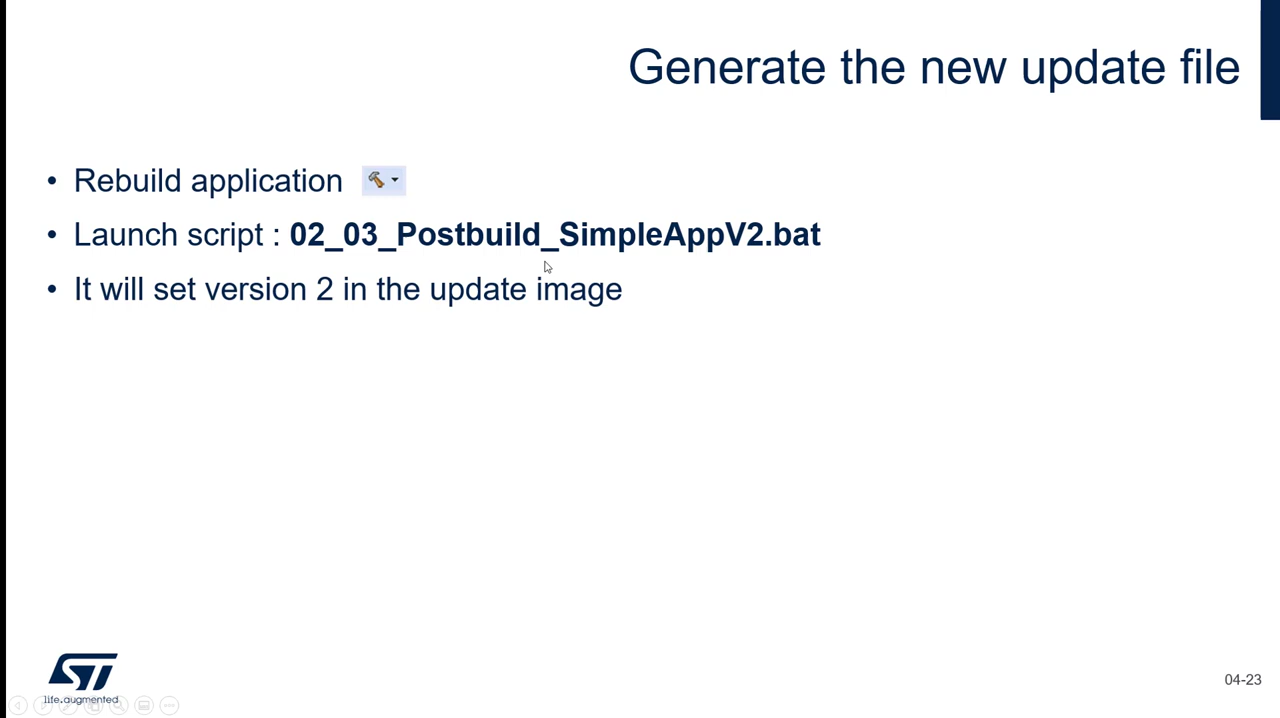 Generate the new update file
• Rebuild application
• Launch script : 02_03_Postbuild_SimpleAppV2.bat
• It will set version 2 in the update image
ST
life.augmented
04-23